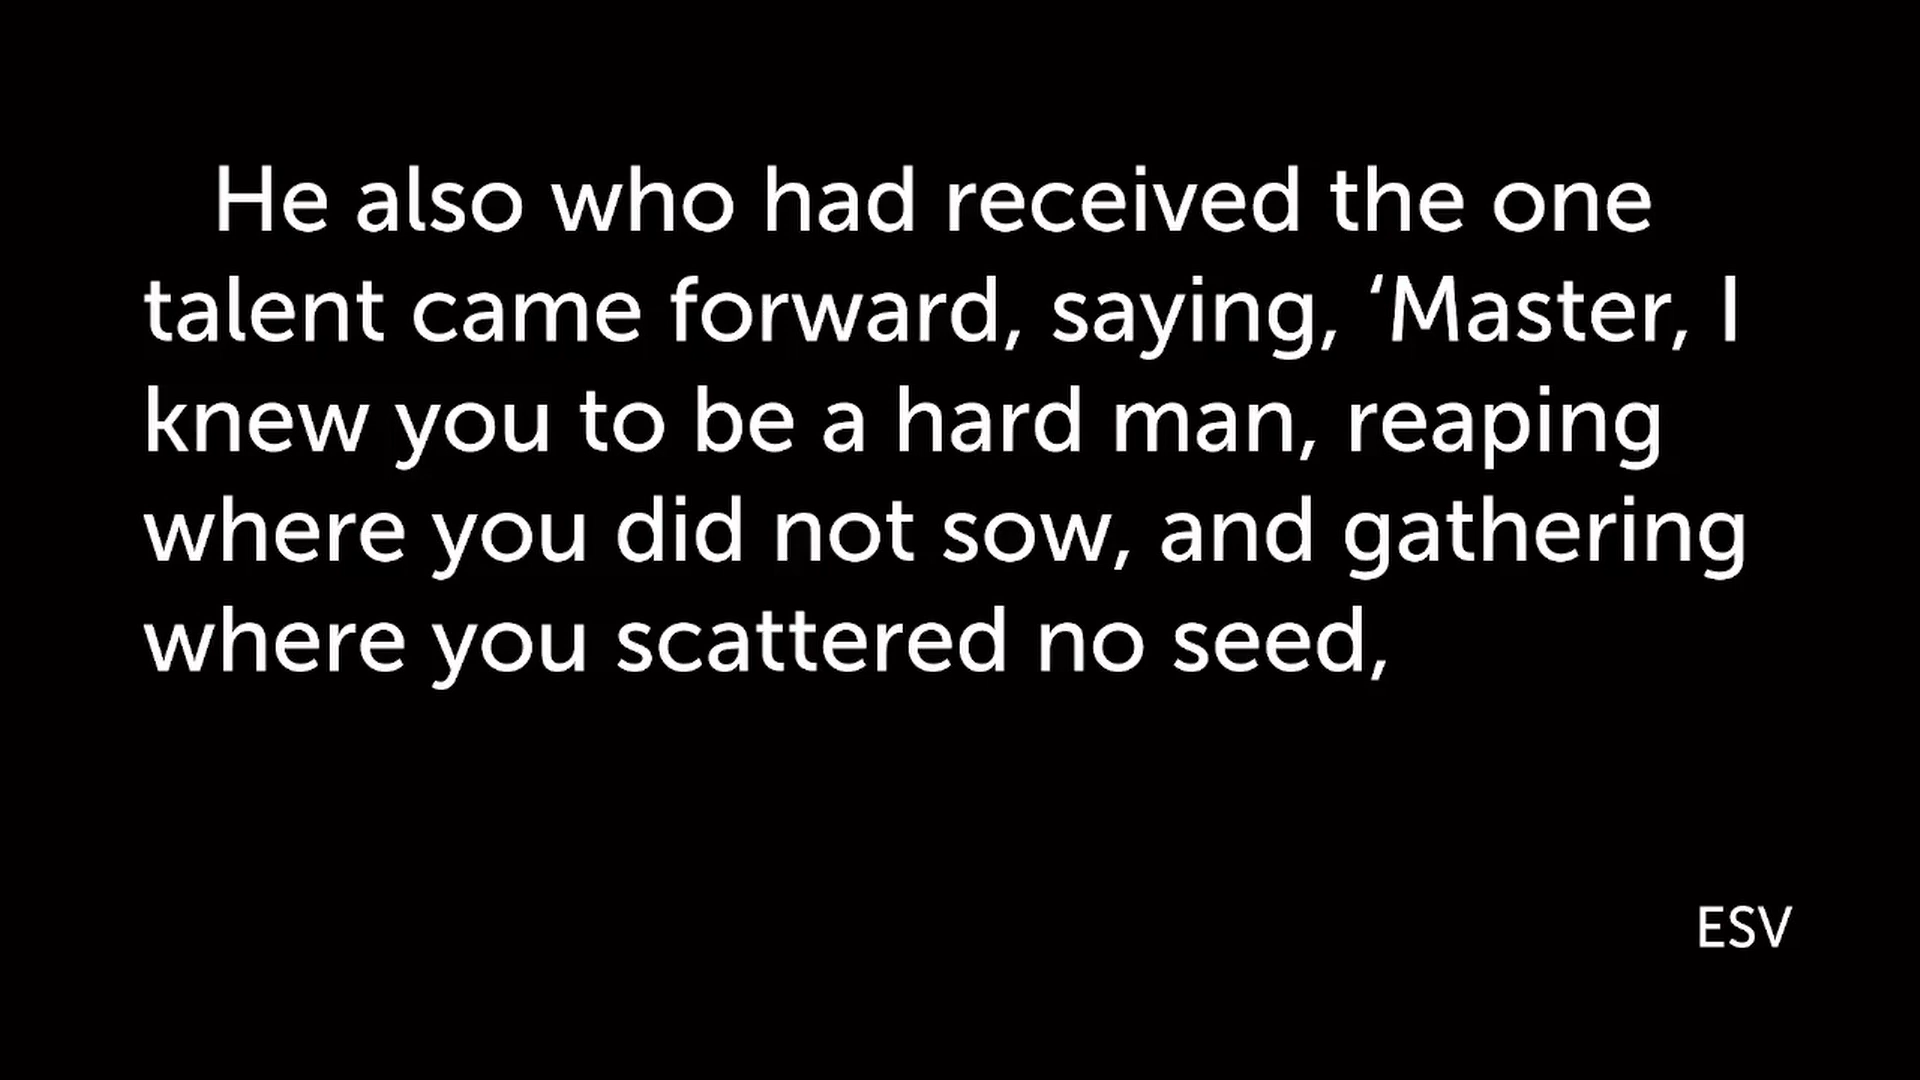 He also who had received the one
talent came forward, saying, ‘Master, I
knew you to be a hard man, reaping
where you did not sow, and gathering
where you scattered no seed,
ESV